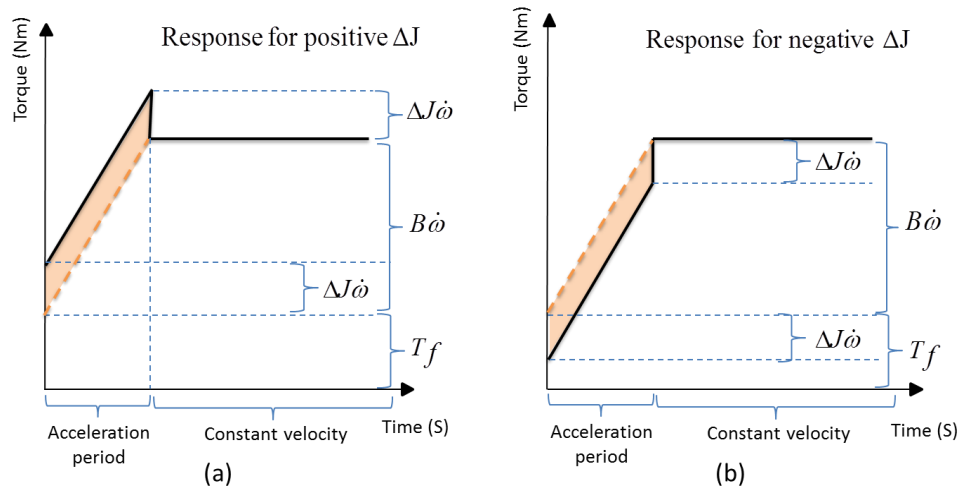 Response for positive ΔJ
Torque (Nm)
ΔJω̇
Bω̇
ΔJω̇
Tf
Acceleration
period
Constant velocity
Time (S)
(a)
Response for negative ΔJ
Torque (Nm)
ΔJω̇
Bω̇
ΔJω̇
Tf
Acceleration
period
Constant velocity
Time (S)
(b)